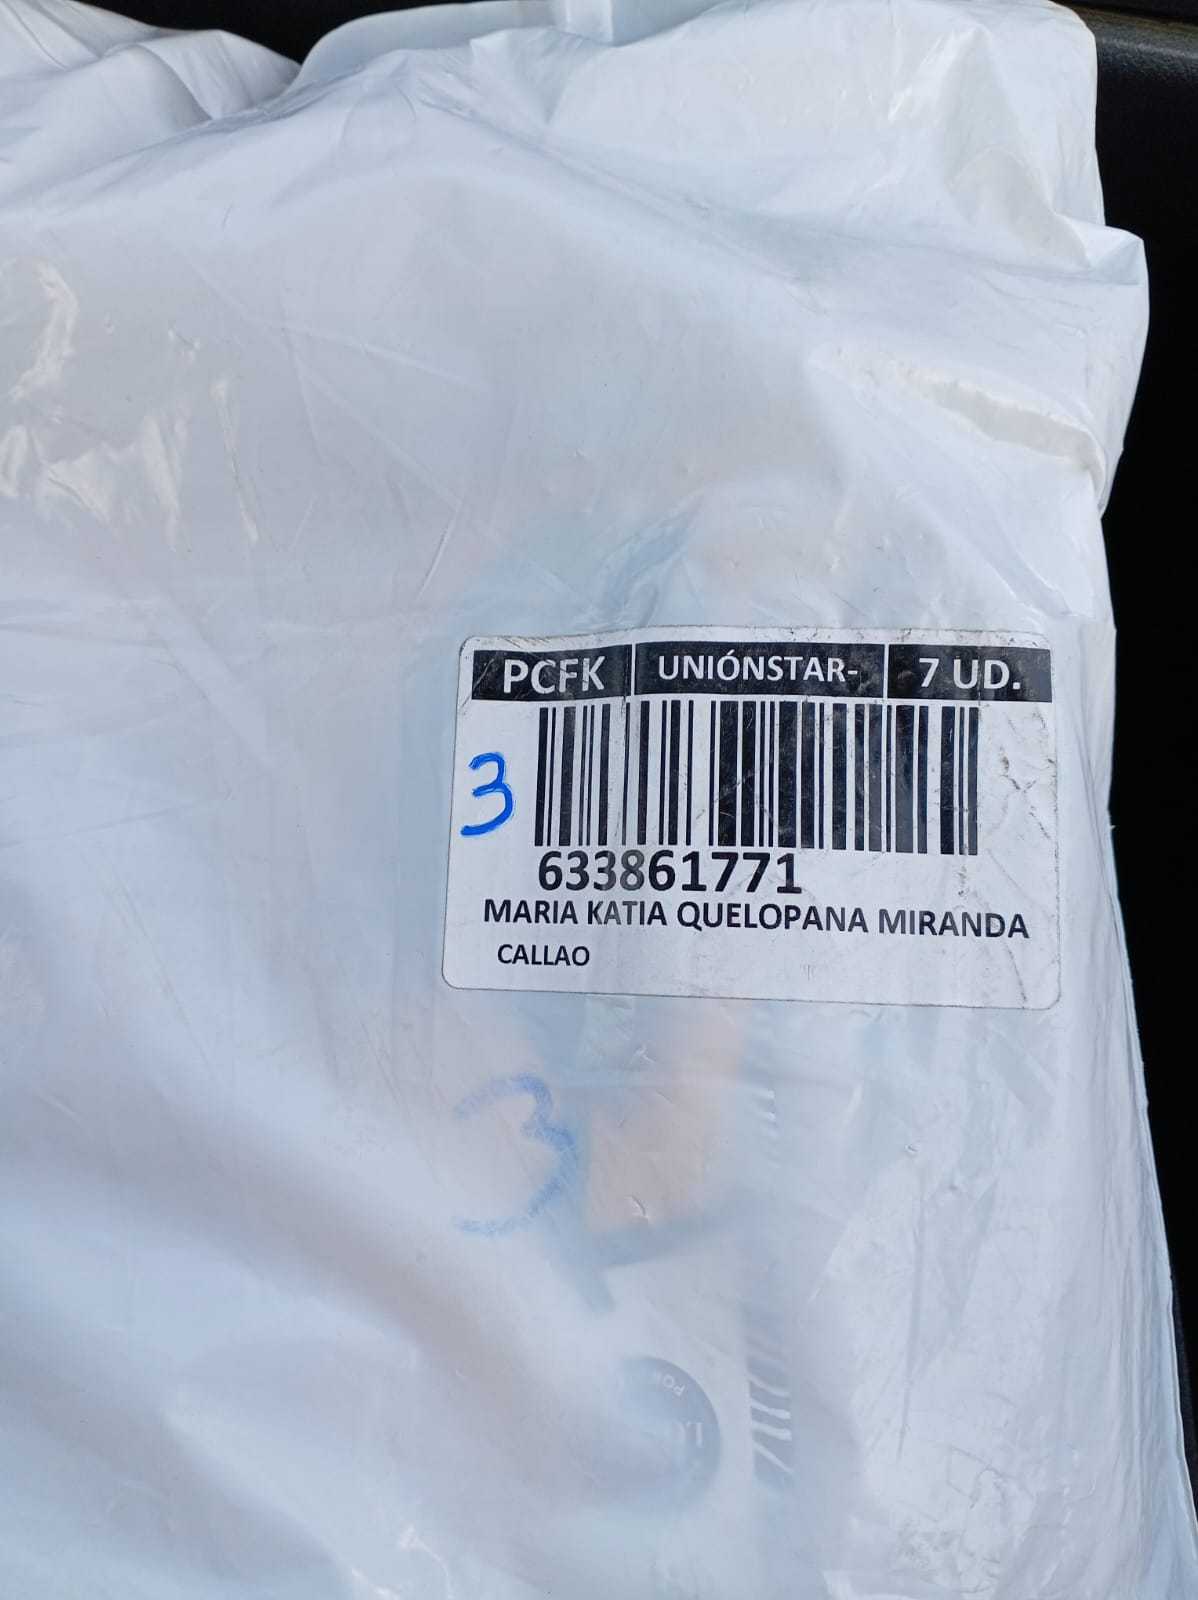 PCFK UNIÓNSTAR- 7 UD.
3
633861771
MARIA KATIA QUELOPANA MIRANDA
CALLAO
3